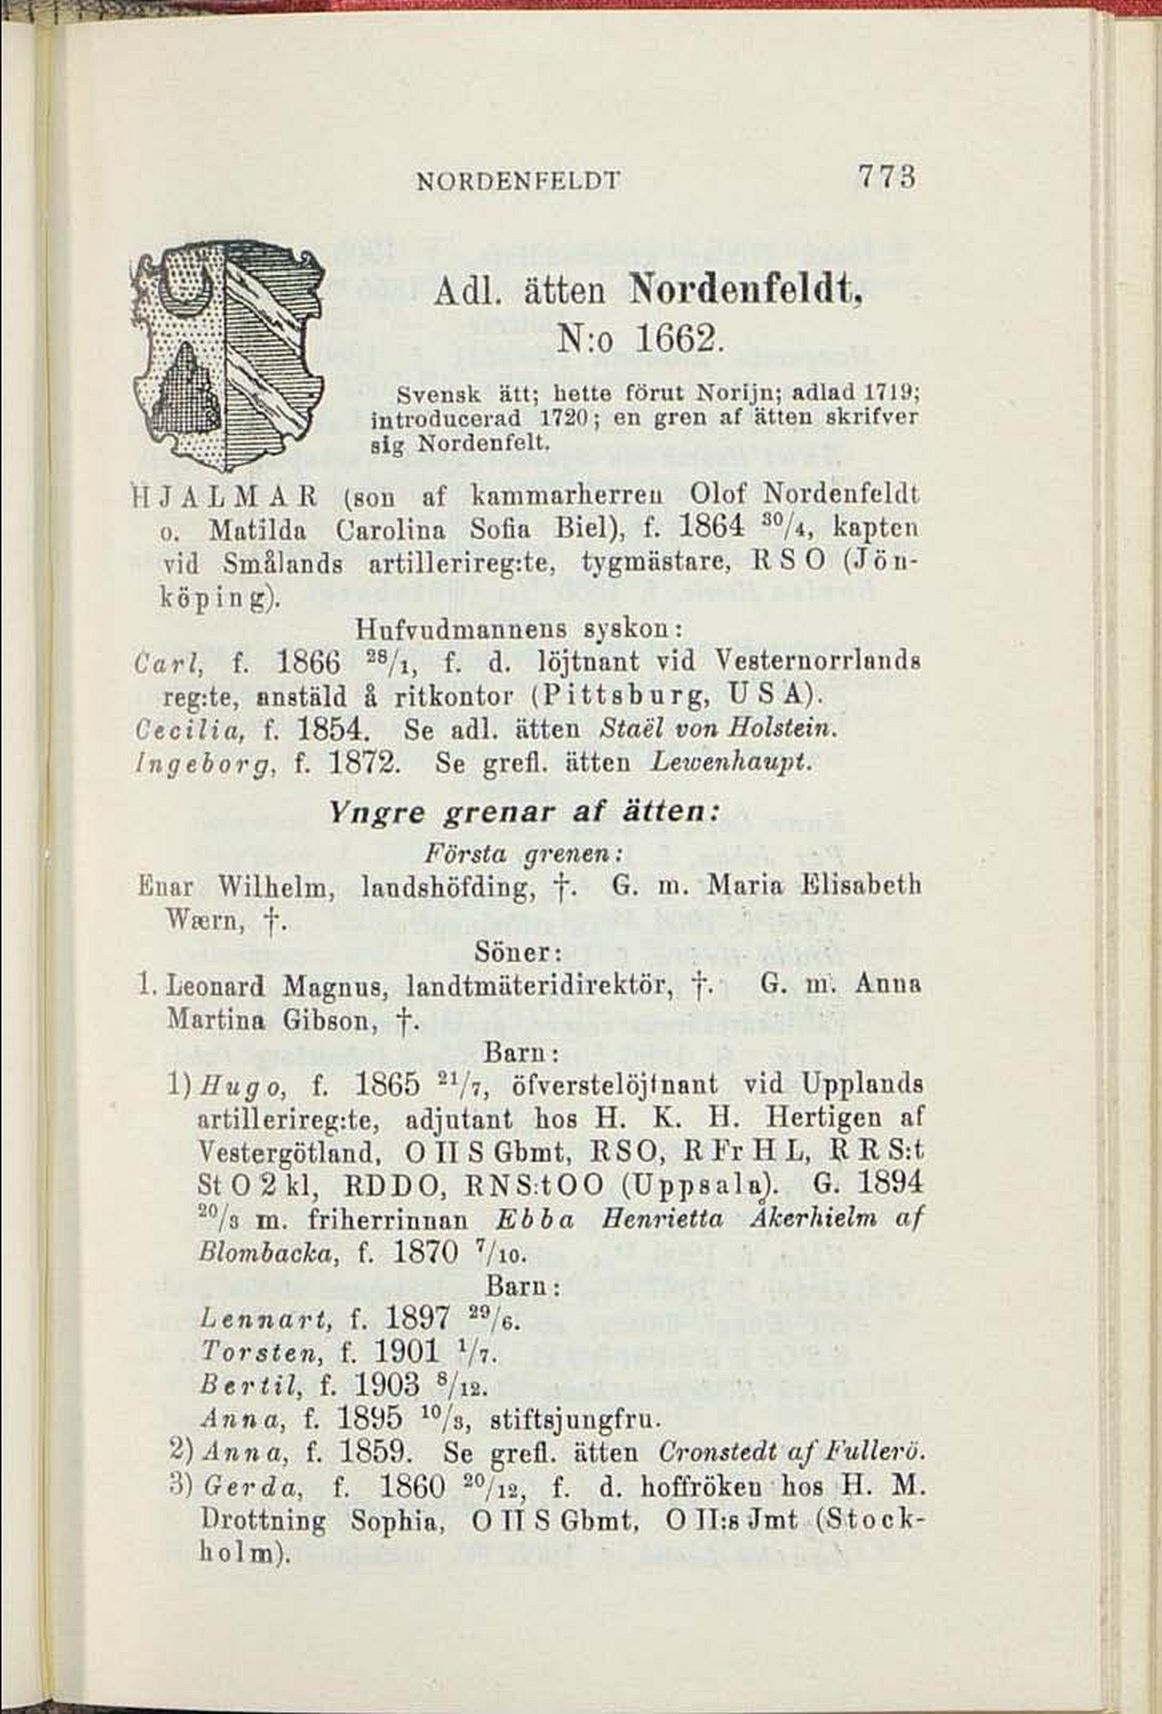 NORDENFELDT 773
Adl. ätten Nordenfeldt,
N:o 1662.
Svensk ätt; hette förut Norijn; adlad 1719;
introducerad 1720; en gren af ätten skrifver
sig Nordenfelt.
HJALMAR (son af kammarherren Olof Nordenfeldt
o. Matilda Carolina Sofia Biel), f. 1864 30/4, kapten
vid Smålands artillerireg:te, tygmästare, RSO (Jön-
köping).
Hufvudmannens syskon:
Carl, f. 1866 28/1, f. d. löjtnant vid Vesternorrlands
reg:te, anstäld å ritkontor (Pittsburg, USA).
Cecilia, f. 1854. Se adl. ätten Staël von Holstein.
Ingeborg, f. 1872. Se grefl. ätten Lewenhaupt.
Yngre grenar af ätten:
Första grenen:
Enar Wilhelm, landshöfding, †. G. m. Maria Elisabeth
Wærn, †.
Söner:
1. Leonard Magnus, landtmäteridirektör, †. G. m. Anna
Martina Gibson, †.
Barn:
1) Hugo, f. 1865 21/7, öfverstelöjtnant vid Upplands
artillerireg:te, adjutant hos H. K. H. Hertigen af
Vestergötland, O II S Gbmt, RSO, R Fr H L, R R S:t
St O 2 kl, RDDO, RNS:tOO (Uppsala). G. 1894
20/3 m. friherrinnan Ebba Henrietta Åkerhielm af
Blombacka, f. 1870 7/10.
Barn:
Lennart, f. 1897 29/6.
Torsten, f. 1901 1/7.
Bertil, f. 1903 8/12.
Anna, f. 1895 10/3, stiftsjungfru.
2) Anna, f. 1859. Se grefl. ätten Cronstedt af Fullerö.
3) Gerda, f. 1860 20/12, f. d. hoffröken hos H. M.
Drottning Sophia, O II S Gbmt, O II:s Jmt (Stock-
holm).